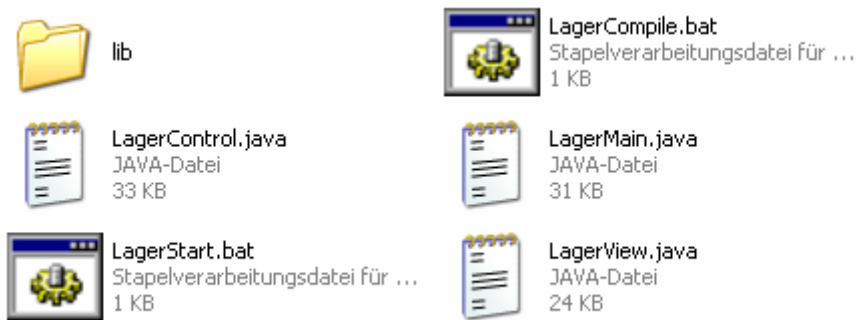 lib
LagerCompile.bat
Stapelverarbeitungsdatei für ...
1 KB
LagerControl.java
JAVA-Datei
33 KB
LagerMain.java
JAVA-Datei
31 KB
LagerStart.bat
Stapelverarbeitungsdatei für ...
1 KB
LagerView.java
JAVA-Datei
24 KB